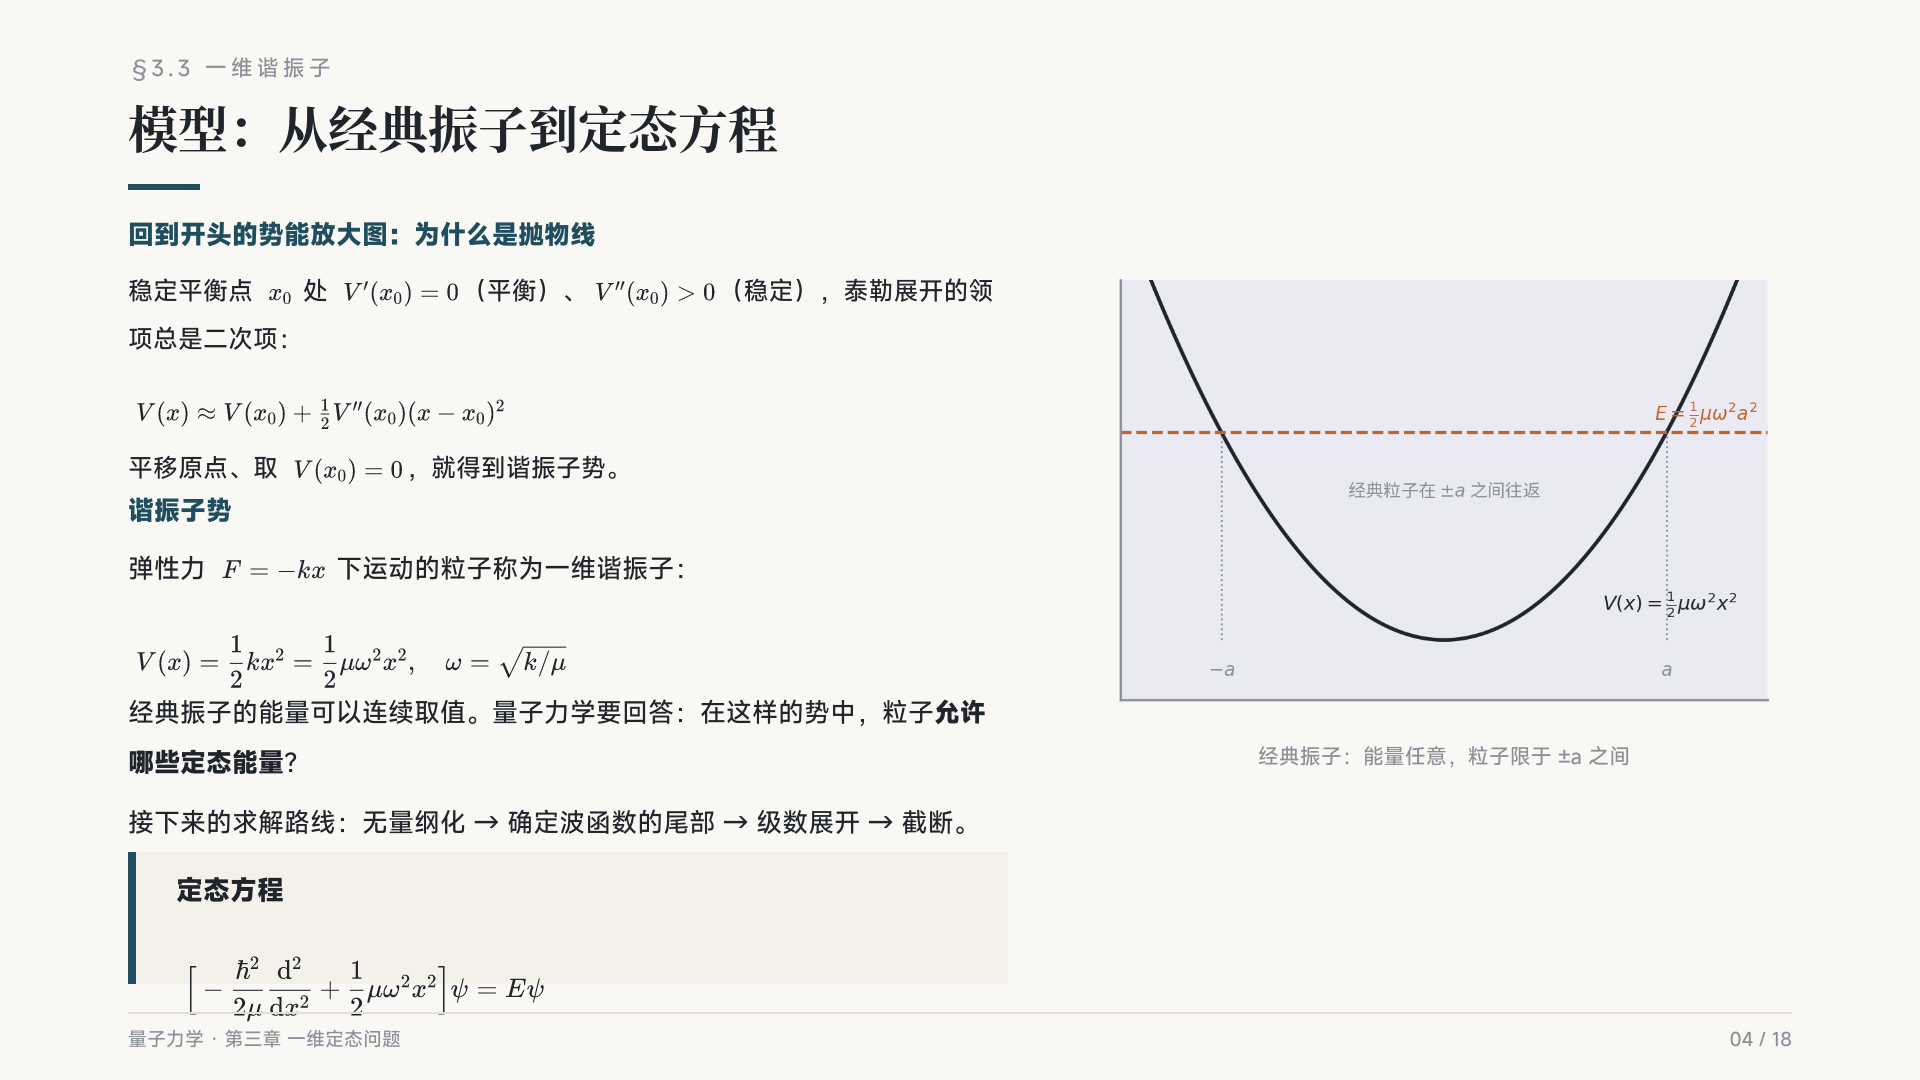 §3.3 一维谐振子
模型：从经典振子到定态方程
回到开头的势能放大图：为什么是抛物线
稳定平衡点 x₀ 处 V′(x₀) = 0（平衡）、V″(x₀) > 0（稳定），泰勒展开的领
项总是二次项：
V(x) ≈ V(x₀) + ½V″(x₀)(x − x₀)²
平移原点、取 V(x₀) = 0，就得到谐振子势。
谐振子势
弹性力 F = −kx 下运动的粒子称为一维谐振子：
V(x) = ½kx² = ½μω²x², ω = √(k/μ)
经典振子的能量可以连续取值。量子力学要回答：在这样的势中，粒子允许
哪些定态能量？
接下来的求解路线：无量纲化 → 确定波函数的尾部 → 级数展开 → 截断。
定态方程
[−ħ²/2μ d²/dx² + ½μω²x²]ψ = Eψ
E = ½μω²a²
经典粒子在 ±a 之间往返
V(x) = ½μω²x²
−a
a
经典振子：能量任意，粒子限于 ±a 之间
量子力学 · 第三章 一维定态问题
04 / 18